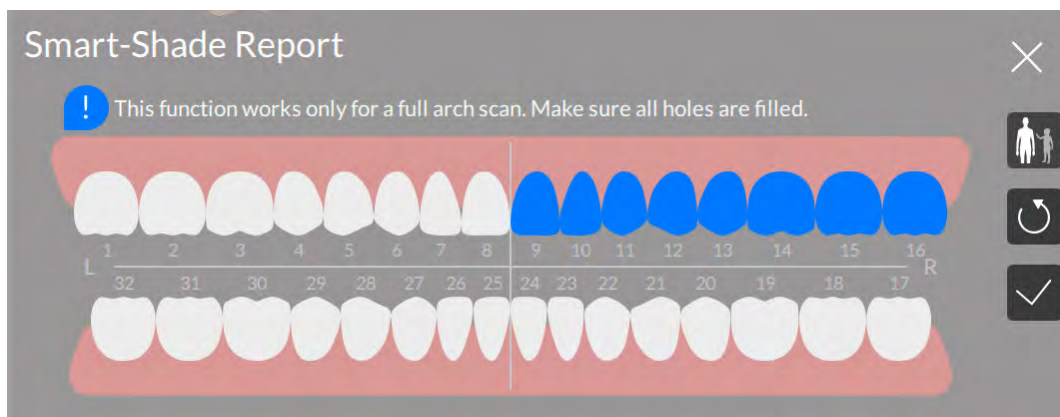 Smart-Shade Report
! This function works only for a full arch scan. Make sure all holes are filled.
1 2 3 4 5 6 7 8 9 10 11 12 13 14 15 16
L R
32 31 30 29 28 27 26 25 24 23 22 21 20 19 18 17